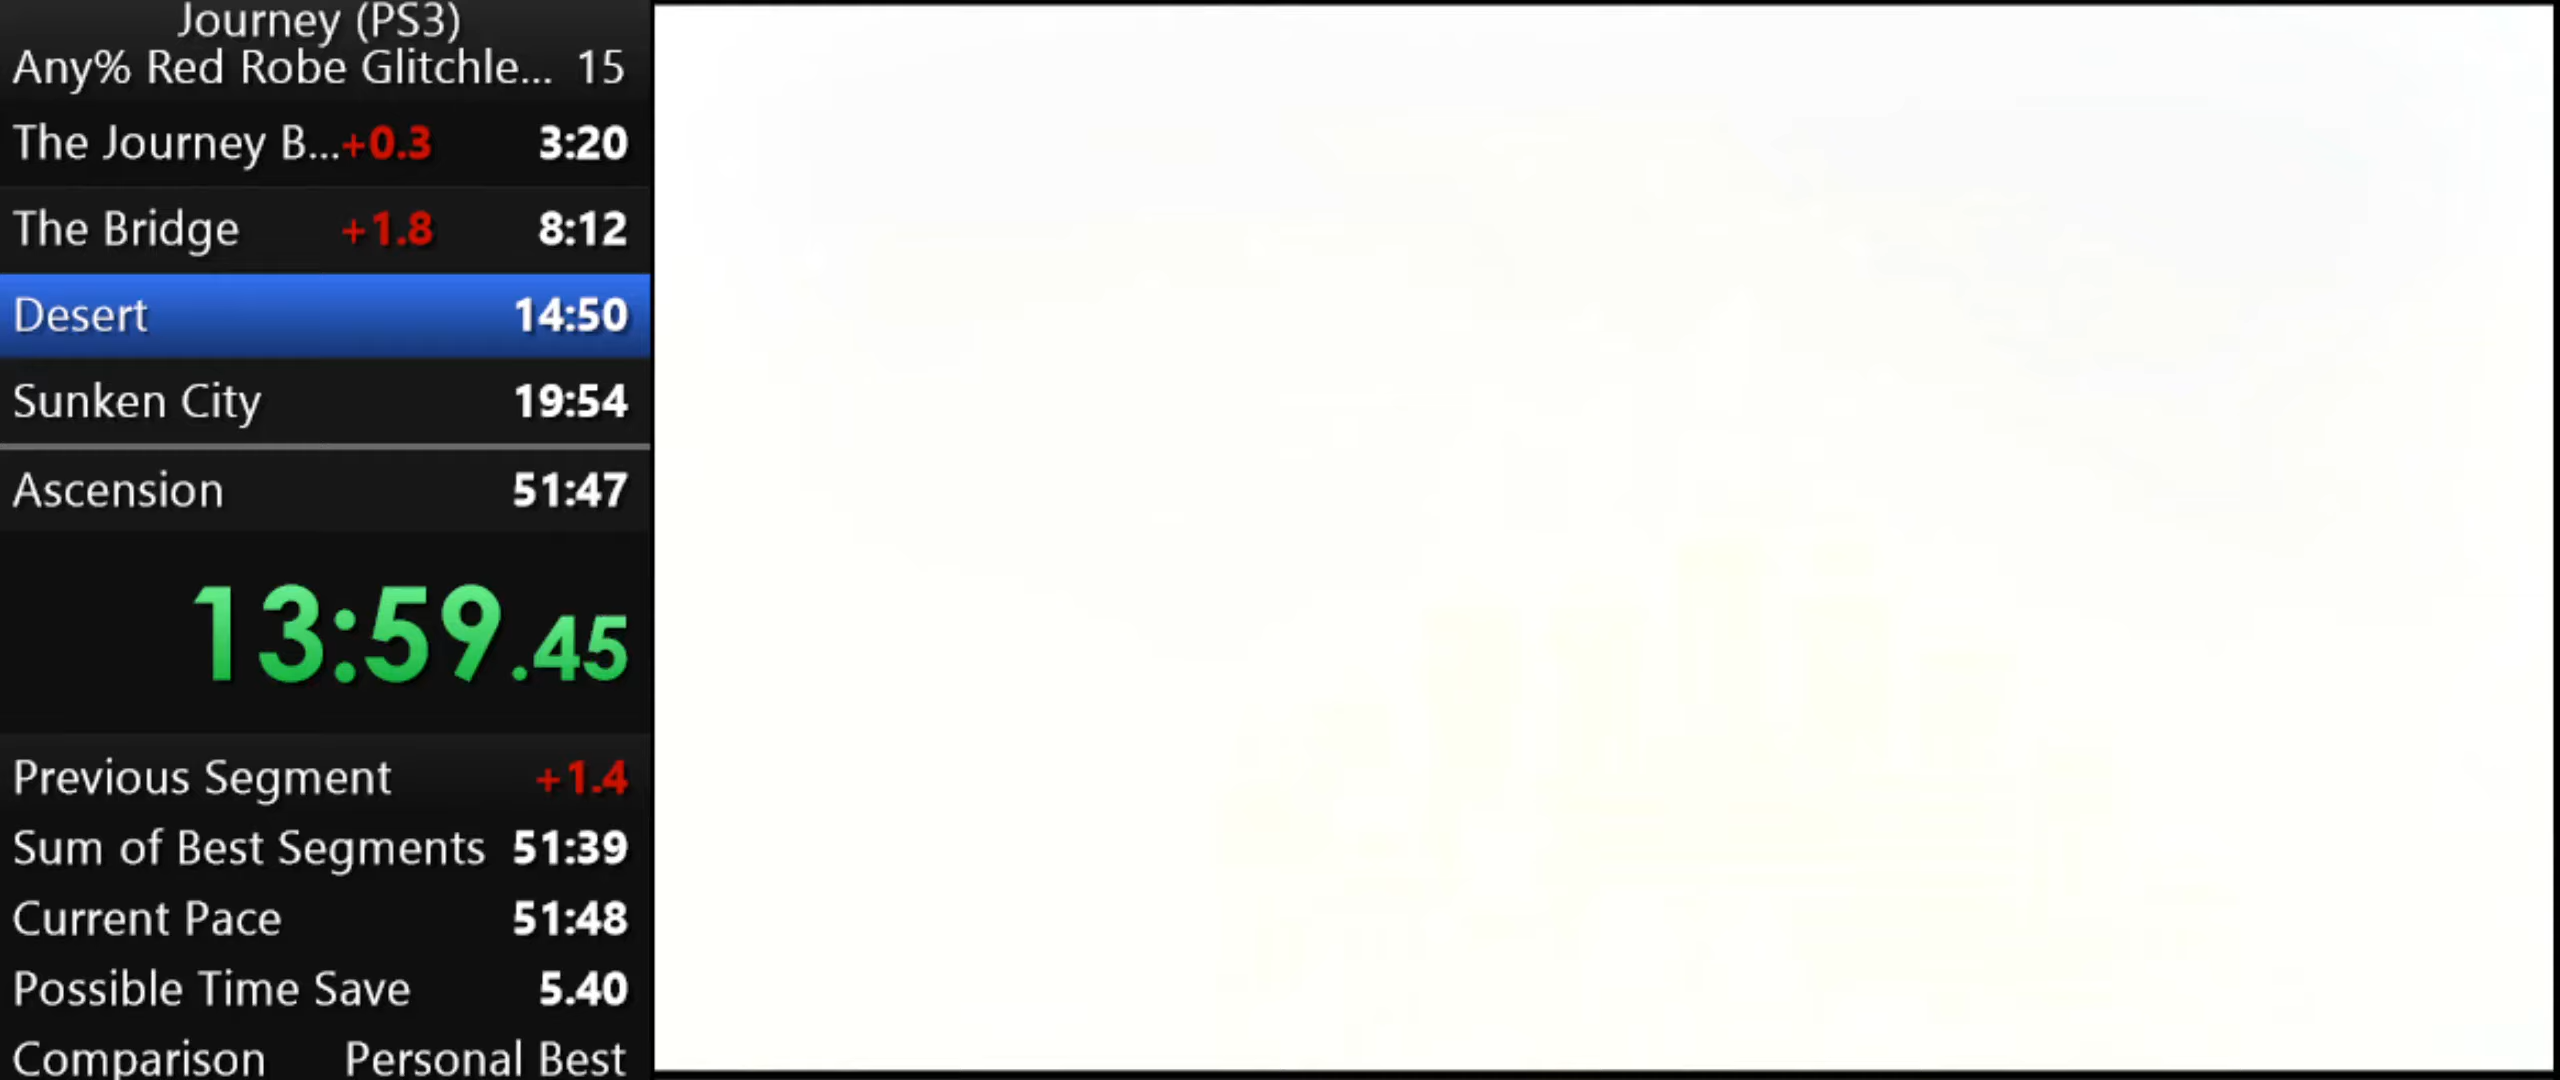 Journey (PS3)
Any% Red Robe Glitchle... 15
The Journey B...+0.3 3:20
The Bridge +1.8 8:12
Desert 14:50
Sunken City 19:54
Ascension 51:47
13:59.45
Previous Segment +1.4
Sum of Best Segments 51:39
Current Pace 51:48
Possible Time Save 5.40
Comparison Personal Best